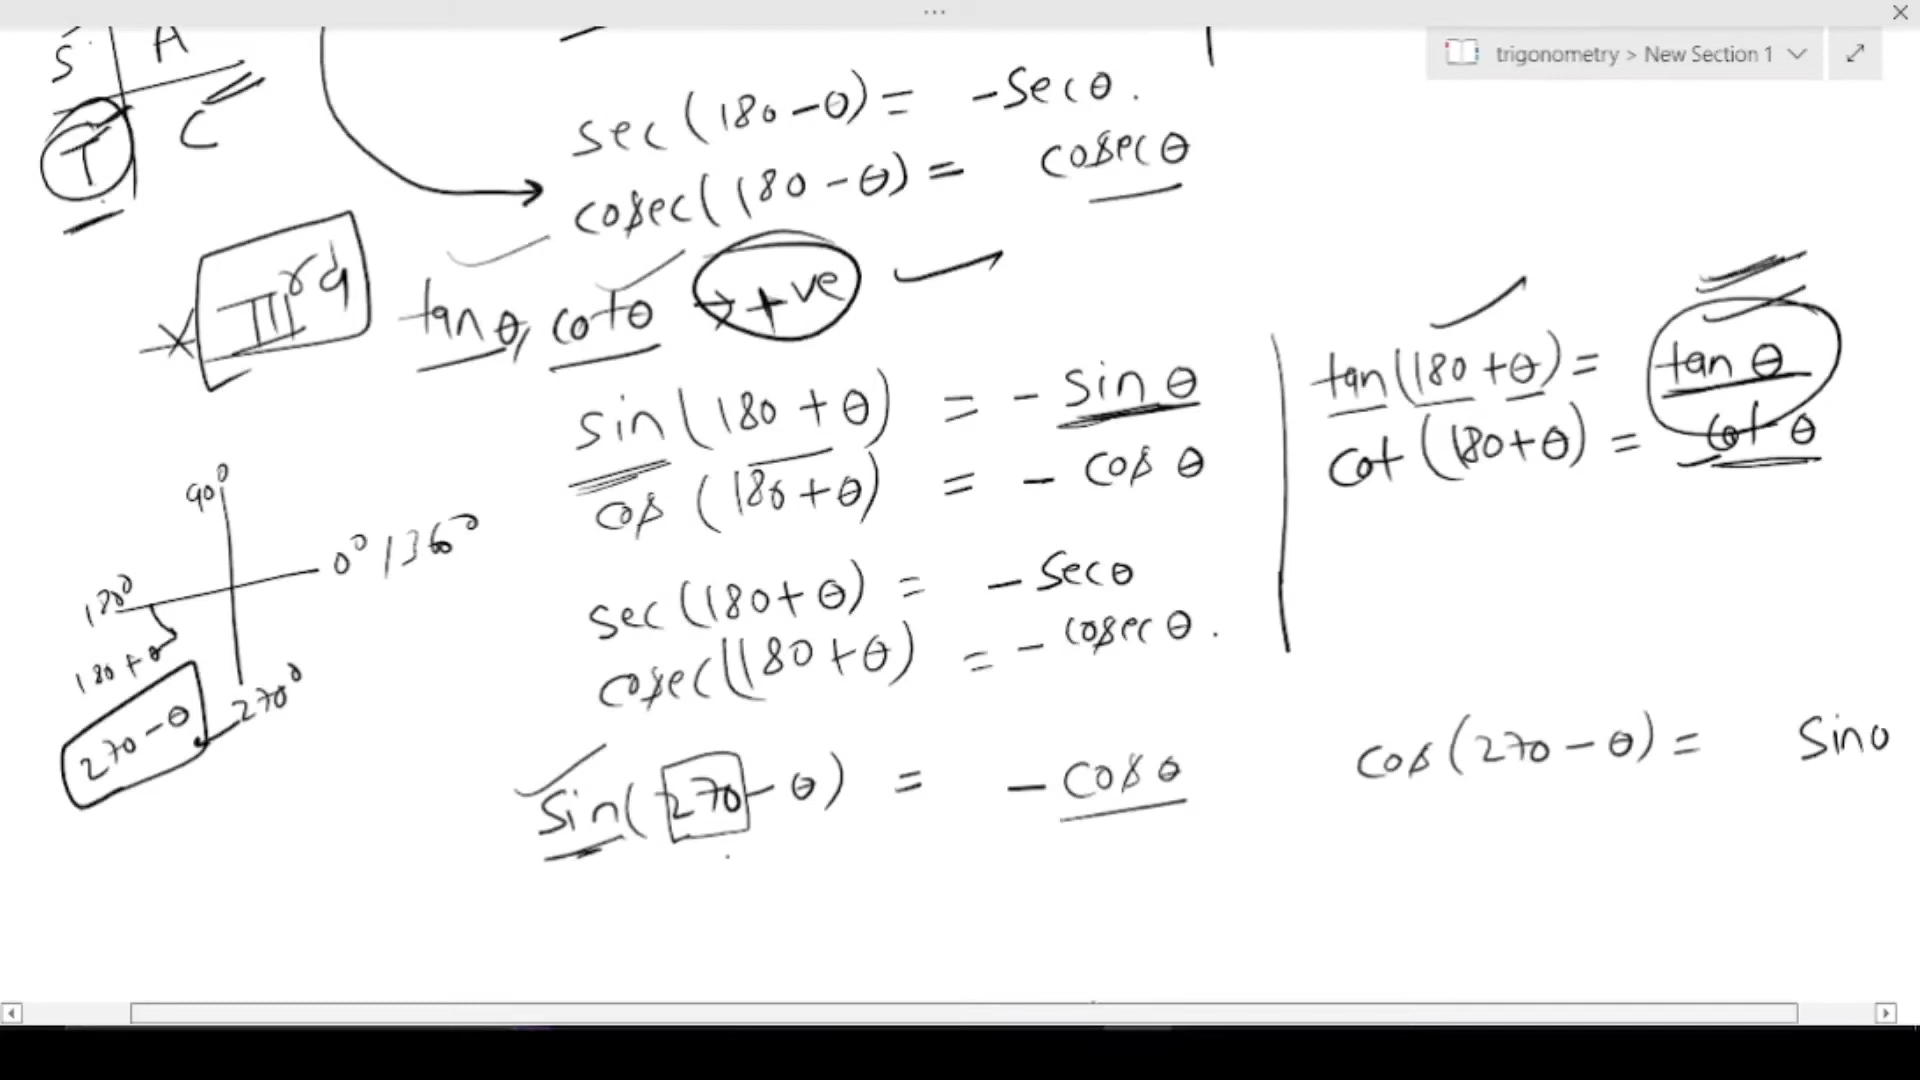 trigonometry > New Section 1
S A
T C
sec(180-θ) = -secθ.
cosec(180-θ) = cosecθ
IIIrd tanθ, cotθ → +ve
sin(180+θ) = - sinθ
cos(180+θ) = - cosθ
sec(180+θ) = - secθ
cosec(180+θ) = - cosecθ.
tan(180+θ) = tanθ
cot(180+θ) = cotθ
90°
0°/360°
180°
180+θ
270-θ
270°
sin(270-θ) = - cosθ
cos(270-θ) = sinθ